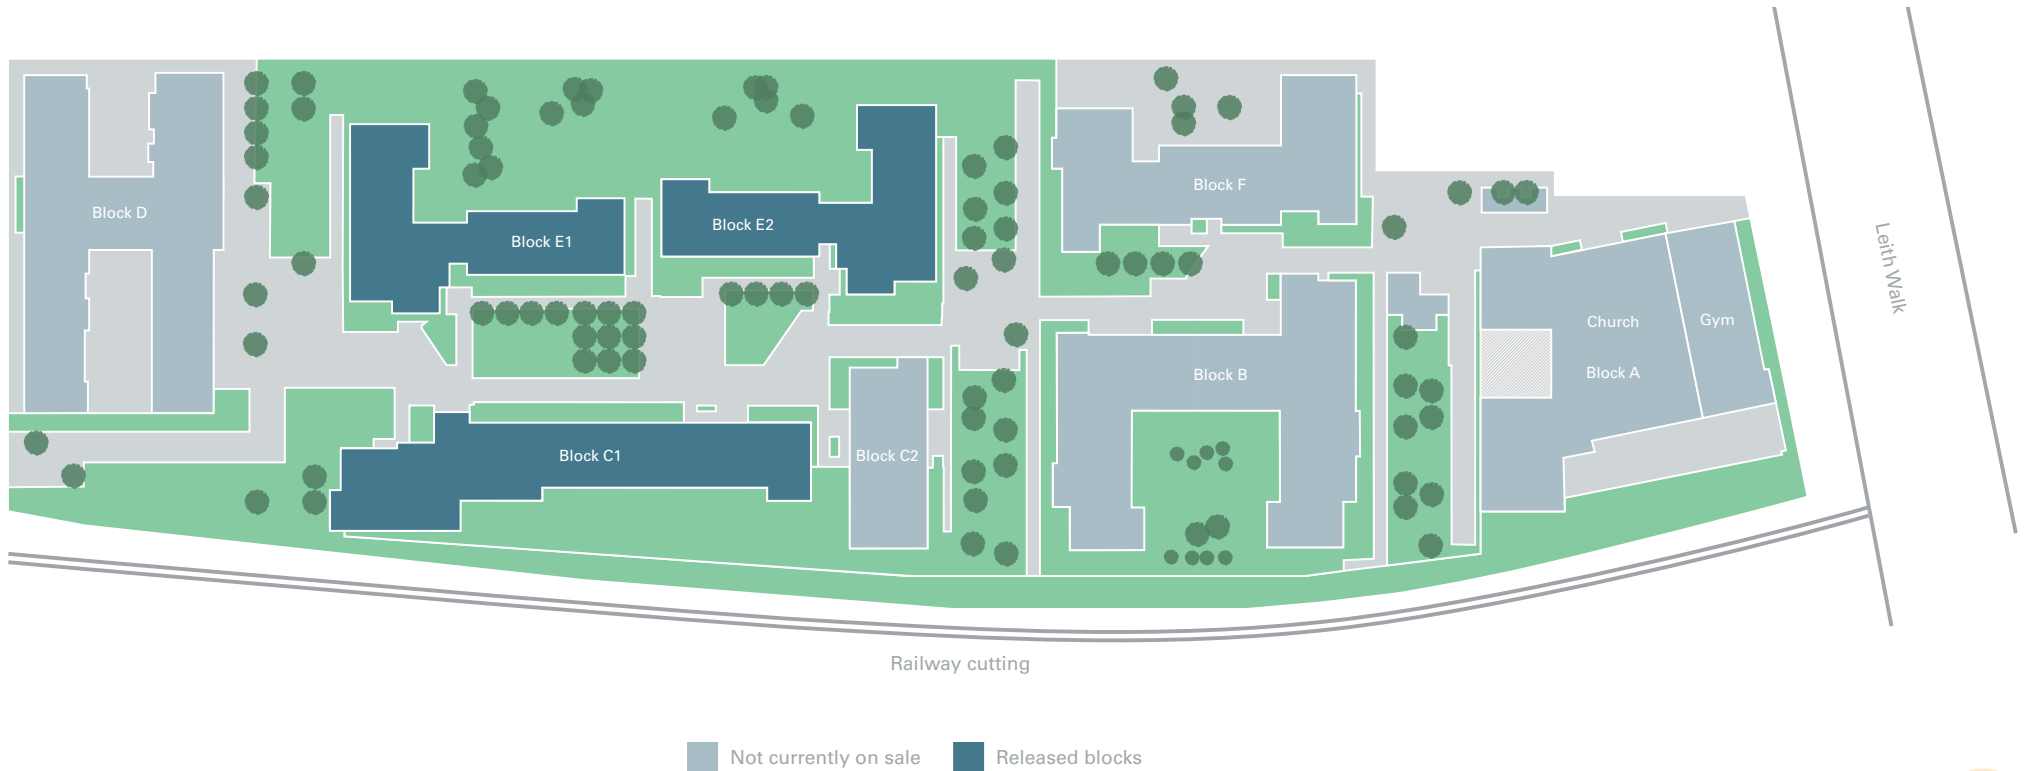 Block D
Block E1
Block E2
Block F
Leith Walk
Church
Gym
Block A
Block B
Block C1
Block C2
Railway cutting
Not currently on sale
Released blocks